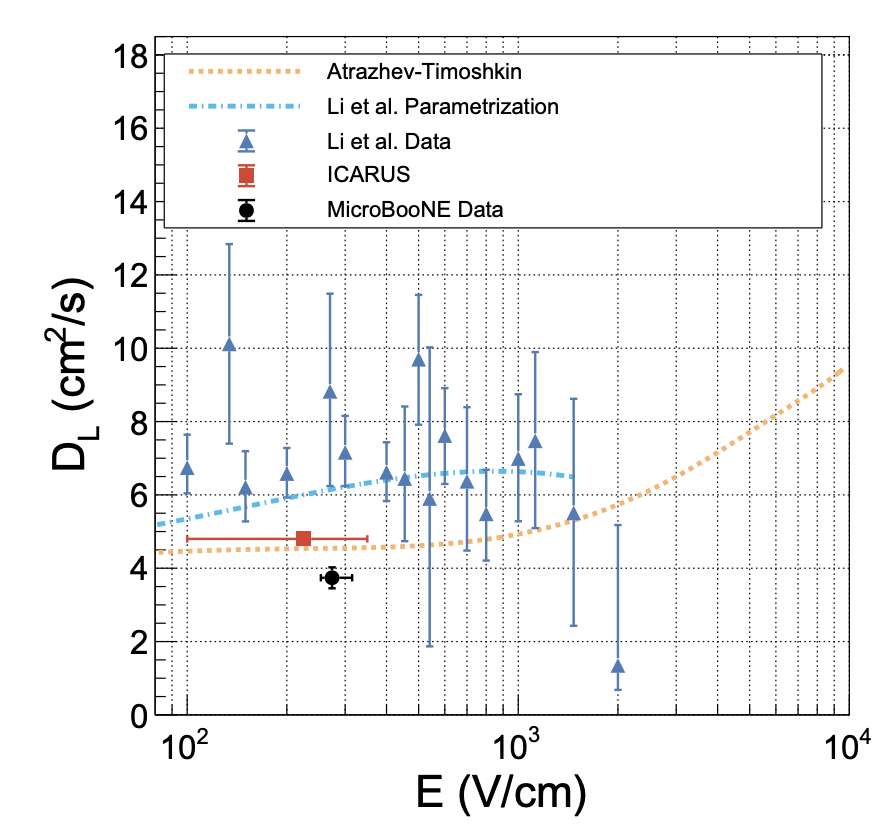 18
16
14
12
10
8
6
4
2
0
D_L (cm²/s)
Atrazhev-Timoshkin
Li et al. Parametrization
Li et al. Data
ICARUS
MicroBooNE Data
10² 10³ 10⁴
E (V/cm)